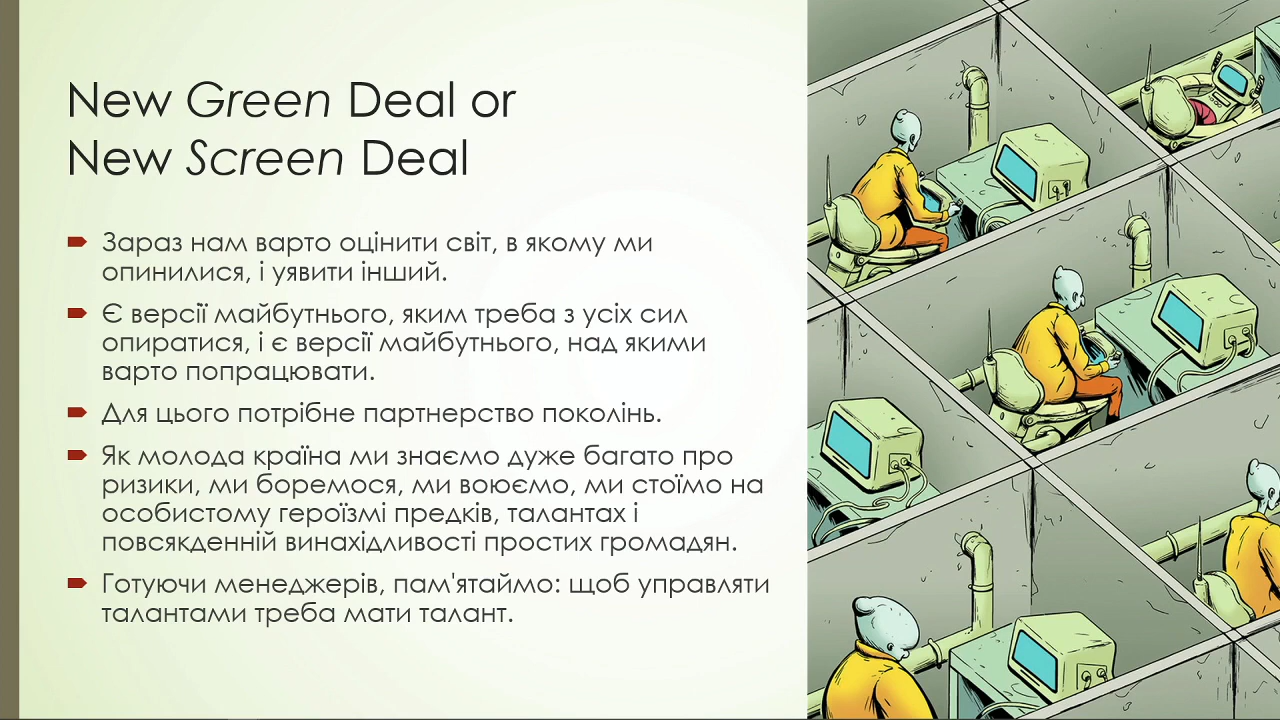 New Green Deal or
New Screen Deal
Зараз нам варто оцінити світ, в якому ми
опинилися, і уявити інший.
Є версії майбутнього, яким треба з усіх сил
опиратися, і є версії майбутнього, над якими
варто попрацювати.
Для цього потрібне партнерство поколінь.
Як молода країна ми знаємо дуже багато про
ризики, ми боремося, ми воюємо, ми стоїмо на
особистому героїзмі предків, талантах і
повсякденній винахідливості простих громадян.
Готуючи менеджерів, пам'ятаймо: щоб управляти
талантами треба мати талант.